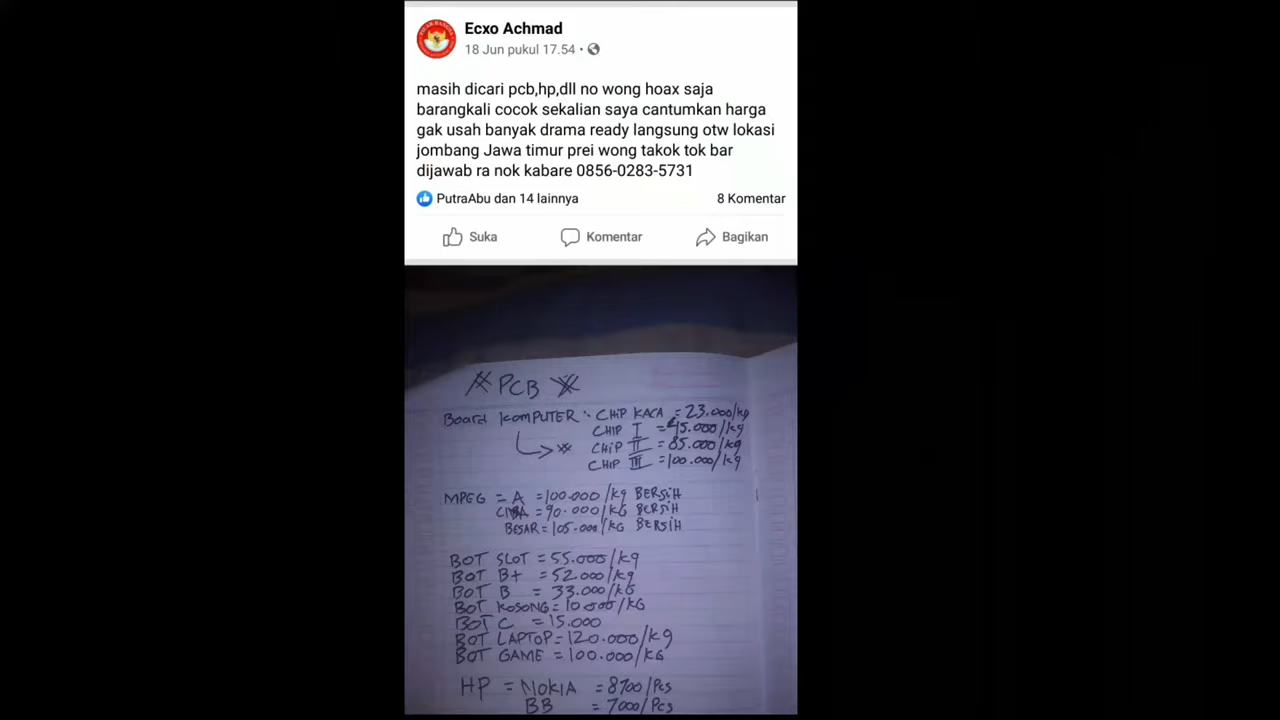 Ecxo Achmad
18 Jun pukul 17.54
masih dicari pcb,hp,dll no wong hoax saja
barangkali cocok sekalian saya cantumkan harga
gak usah banyak drama ready langsung otw lokasi
jombang Jawa timur prei wong takok tok bar
dijawab ra nok kabare 0856-0283-5731
PutraAbu dan 14 lainnya
8 Komentar
Suka
Komentar
Bagikan
PCB
Board KOMPUTER : CHIP KACA = 23.000/kg
CHIP I = 45.000/kg
CHIP II = 85.000/kg
CHIP III = 100.000/kg
MPEG = A = 100.000/kg BERSIH
= 90.000/KG BERSIH
BESAR = 105.000/KG BERSIH
BOT SLOT = 55.000/kg
BOT B+ = 52.000/kg
BOT B = 33.000/KG
BOT KOSONG = 10.000/KG
BOT C = 15.000
BOT LAPTOP = 120.000/kg
BOT GAME = 100.000/KG
HP = NOKIA = 8700/Pcs
BB = 7000/Pcs